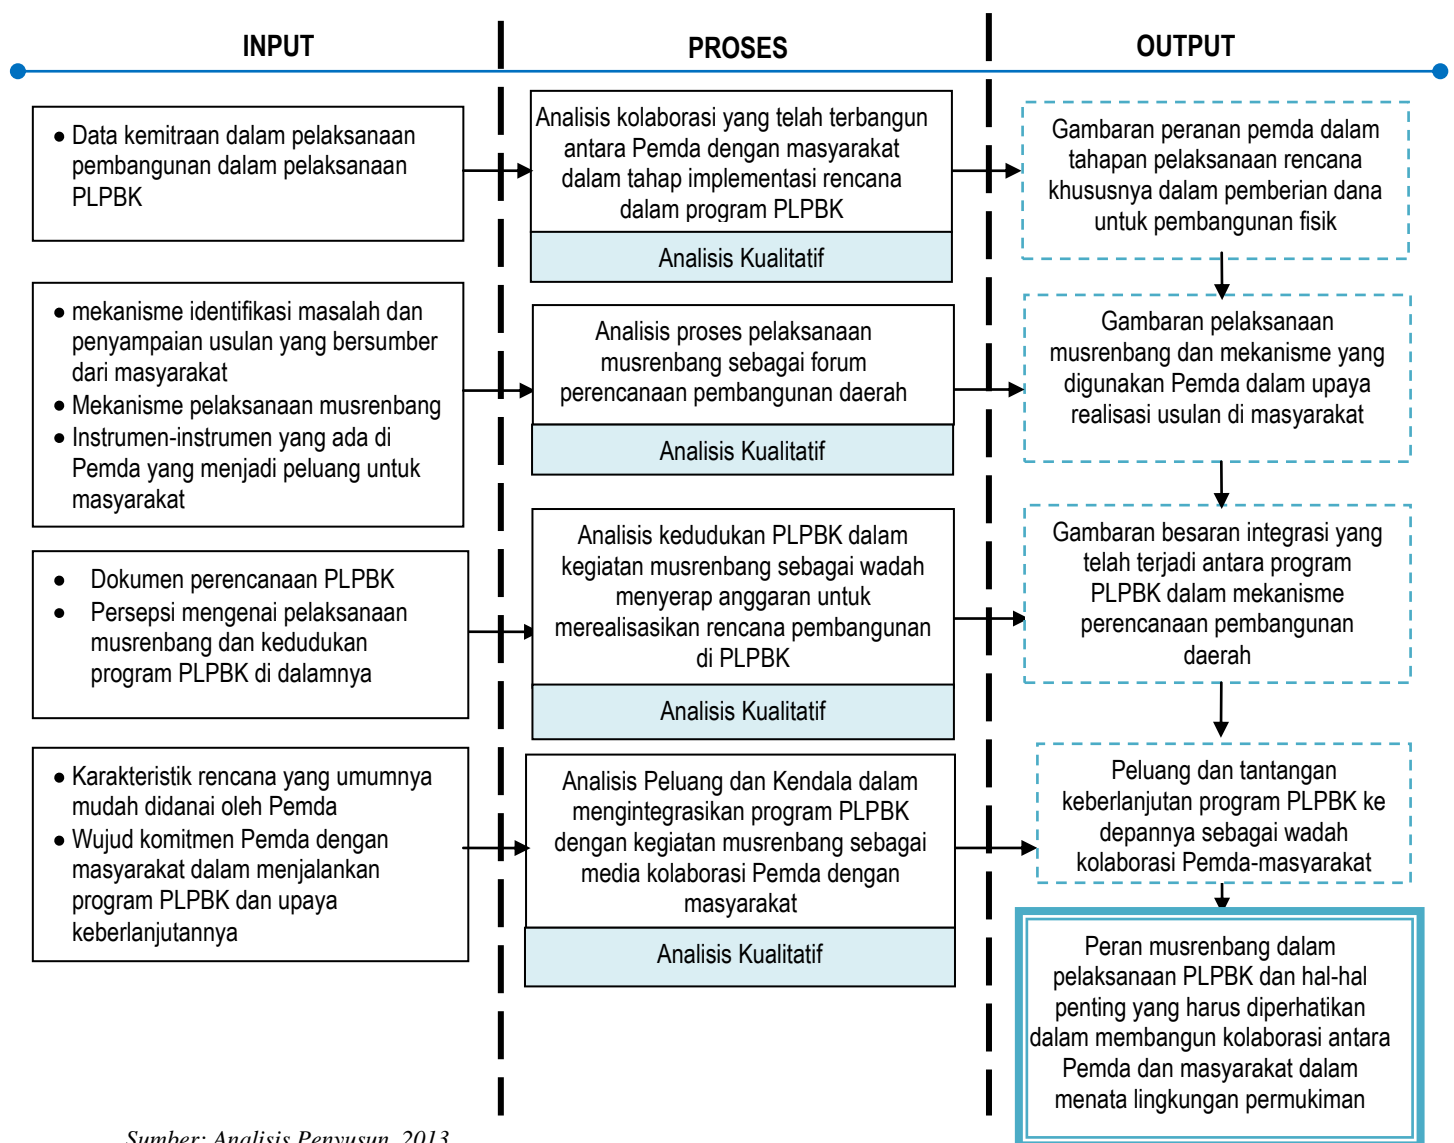 INPUT
PROSES
OUTPUT
● Data kemitraan dalam pelaksanaan
pembangunan dalam pelaksanaan
PLPBK
Analisis kolaborasi yang telah terbangun
antara Pemda dengan masyarakat
dalam tahap implementasi rencana
dalam program PLPBK
Analisis Kualitatif
Gambaran peranan pemda dalam
tahapan pelaksanaan rencana
khususnya dalam pemberian dana
untuk pembangunan fisik
● mekanisme identifikasi masalah dan
penyampaian usulan yang bersumber
dari masyarakat
● Mekanisme pelaksanaan musrenbang
● Instrumen-instrumen yang ada di
Pemda yang menjadi peluang untuk
masyarakat
Analisis proses pelaksanaan
musrenbang sebagai forum
perencanaan pembangunan daerah
Analisis Kualitatif
Gambaran pelaksanaan
musrenbang dan mekanisme yang
digunakan Pemda dalam upaya
realisasi usulan di masyarakat
● Dokumen perencanaan PLPBK
● Persepsi mengenai pelaksanaan
musrenbang dan kedudukan
program PLPBK di dalamnya
Analisis kedudukan PLPBK dalam
kegiatan musrenbang sebagai wadah
menyerap anggaran untuk
merealisasikan rencana pembangunan
di PLPBK
Analisis Kualitatif
Gambaran besaran integrasi yang
telah terjadi antara program
PLPBK dalam mekanisme
perencanaan pembangunan
daerah
● Karakteristik rencana yang umumnya
mudah didanai oleh Pemda
● Wujud komitmen Pemda dengan
masyarakat dalam menjalankan
program PLPBK dan upaya
keberlanjutannya
Analisis Peluang dan Kendala dalam
mengintegrasikan program PLPBK
dengan kegiatan musrenbang sebagai
media kolaborasi Pemda dengan
masyarakat
Analisis Kualitatif
Peluang dan tantangan
keberlanjutan program PLPBK ke
depannya sebagai wadah
kolaborasi Pemda-masyarakat
Peran musrenbang dalam
pelaksanaan PLPBK dan hal-hal
penting yang harus diperhatikan
dalam membangun kolaborasi antara
Pemda dan masyarakat dalam
menata lingkungan permukiman
Sumber: Analisis Penyusun, 2013